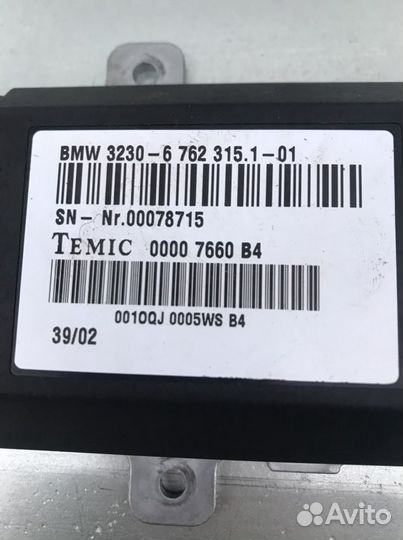 BMW 3230-6 762 315.1-01
SN- Nr.00078715
TEMIC 0000 7660 B4
001OQJ 0005WS B4
39/02
Avito